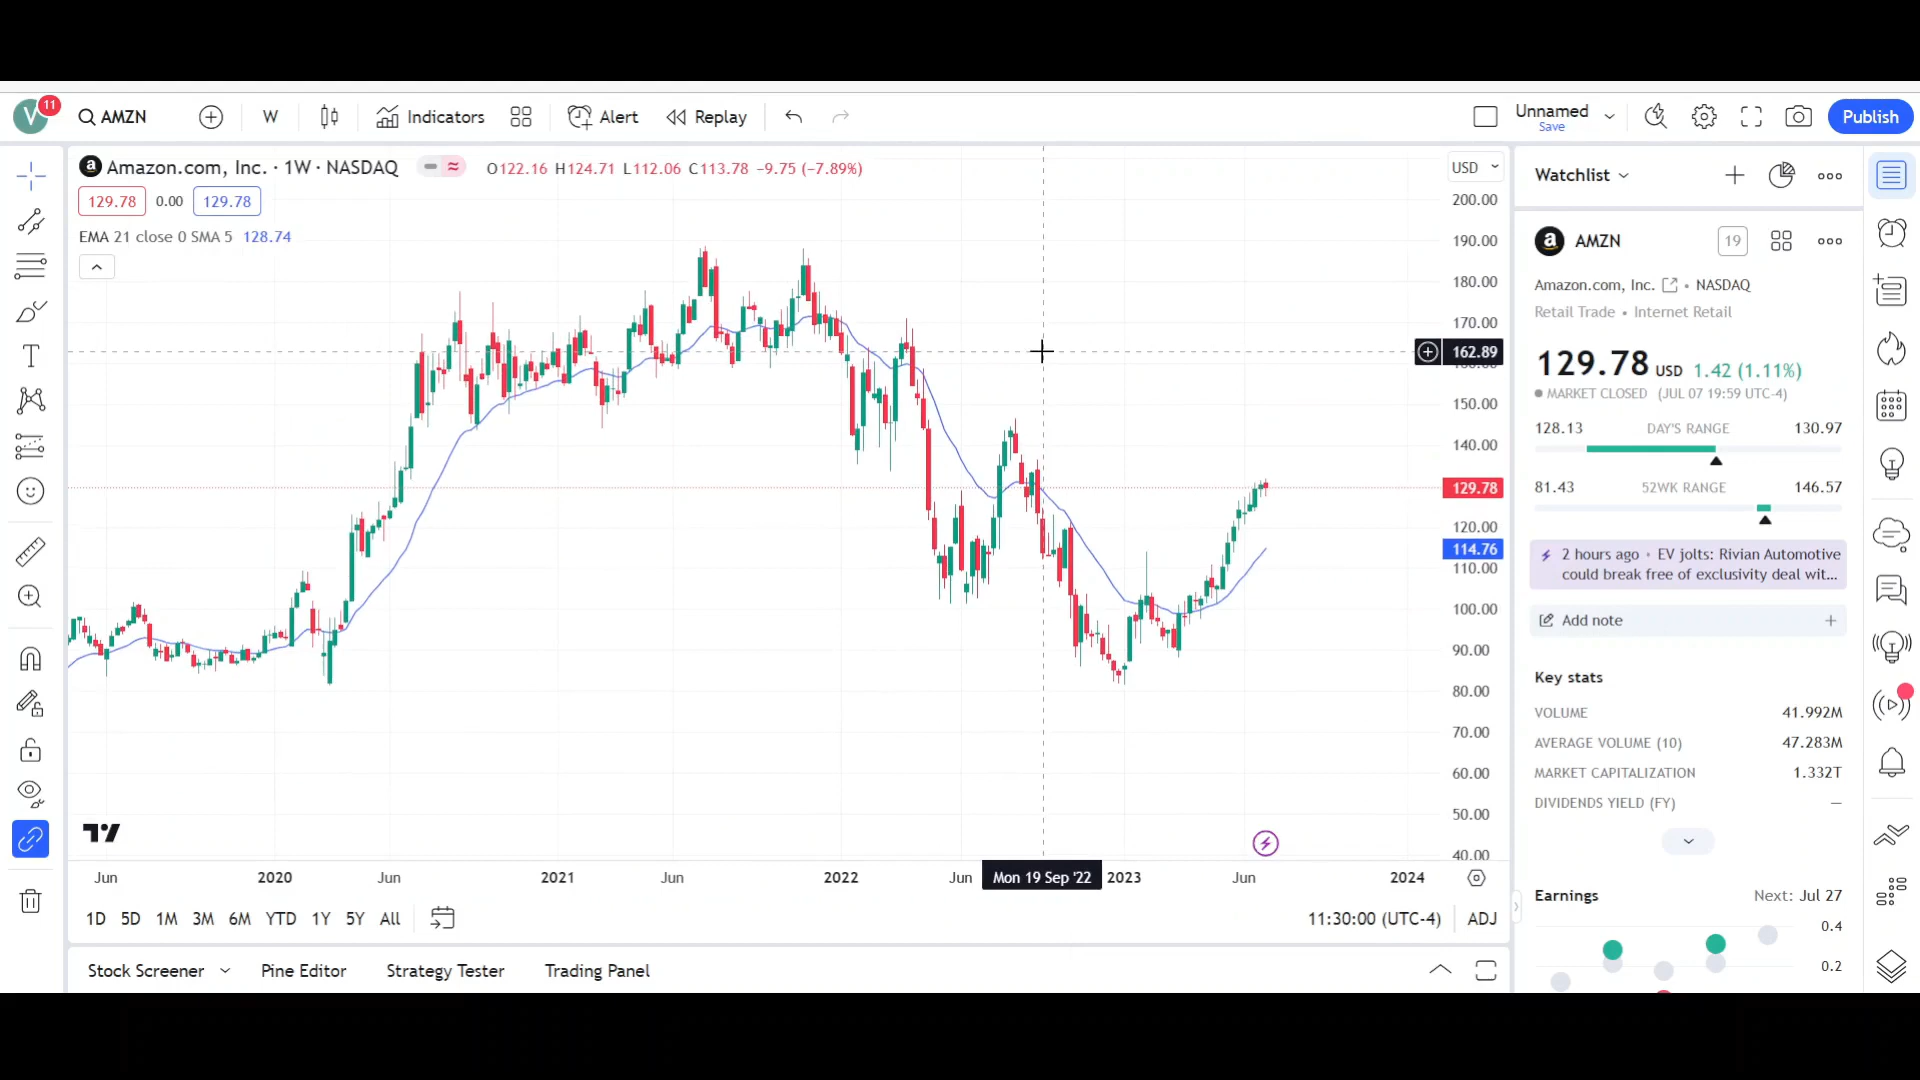 V 11 AMZN W Indicators Alert Replay Unnamed Save Publish
Amazon.com, Inc. · 1W · NASDAQ O122.16 H124.71 L112.06 C113.78 −9.75 (−7.89%) USD
129.78 0.00 129.78
EMA 21 close 0 SMA 5 128.74
200.00
190.00
180.00
170.00
162.89
160.00
150.00
140.00
129.78
120.00
114.76
110.00
100.00
90.00
80.00
70.00
60.00
50.00
40.00
Jun 2020 Jun 2021 Jun 2022 Jun Mon 19 Sep '22 2023 Jun 2024
1D 5D 1M 3M 6M YTD 1Y 5Y All 11:30:00 (UTC-4) ADJ
Stock Screener Pine Editor Strategy Tester Trading Panel
Watchlist
a AMZN 19
Amazon.com, Inc. • NASDAQ
Retail Trade • Internet Retail
129.78 USD 1.42 (1.11%)
MARKET CLOSED (JUL 07 19:59 UTC-4)
128.13 DAY'S RANGE 130.97
81.43 52WK RANGE 146.57
2 hours ago • EV jolts: Rivian Automotive
could break free of exclusivity deal wit...
Add note
Key stats
VOLUME 41.992M
AVERAGE VOLUME (10) 47.283M
MARKET CAPITALIZATION 1.332T
DIVIDENDS YIELD (FY) —
Earnings Next: Jul 27
0.4
0.2